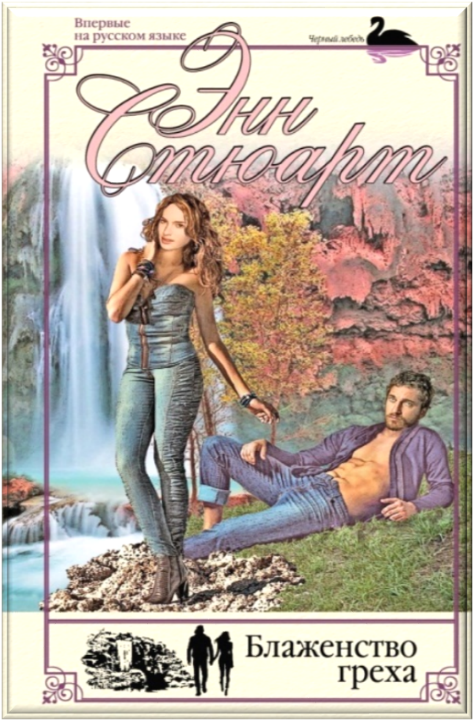 Впервые
на русском языке
Черный лебедь
Энн
Стюарт
Блаженство
греха